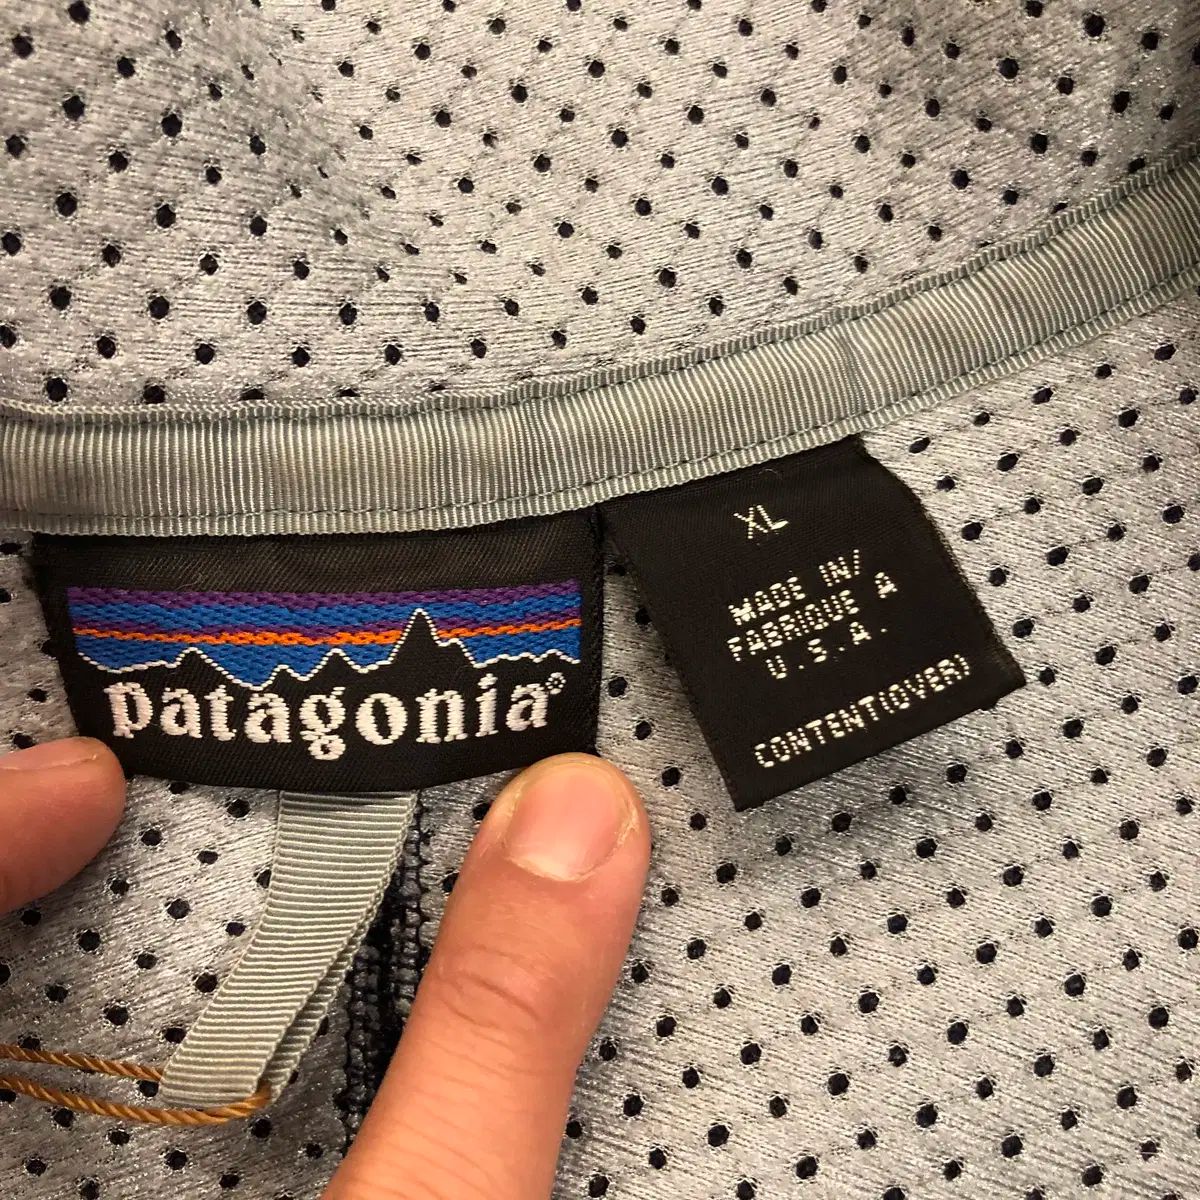 patagonia®
XL
MADE IN/
FABRIQUE A
U.S.A.
CONTENT(OVER)